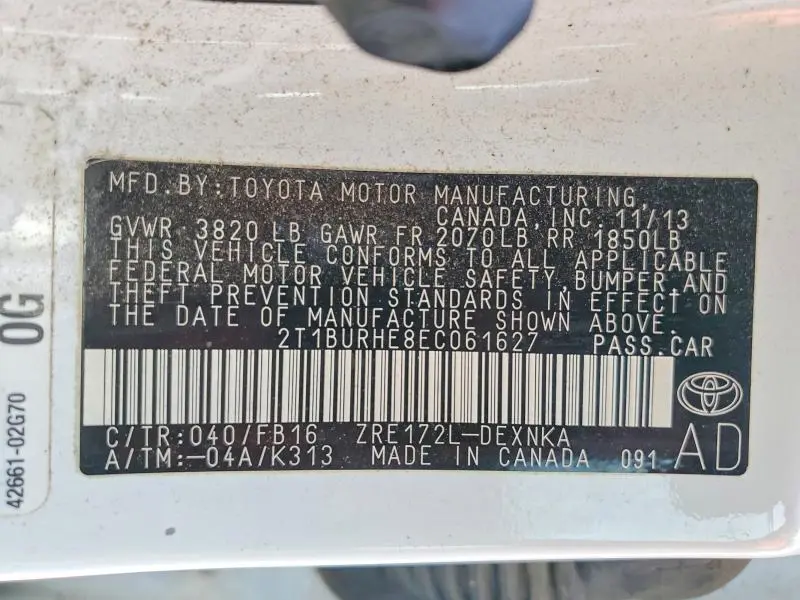 MFD.BY:TOYOTA MOTOR MANUFACTURING,
CANADA,INC. 11/13
GVWR 3820 LB GAWR FR 2070LB RR 1850LB
THIS VEHICLE CONFORMS TO ALL APPLICABLE
FEDERAL MOTOR VEHICLE SAFETY,BUMPER,AND
THEFT PREVENTION STANDARDS IN EFFECT ON
THE DATE OF MANUFACTURE SHOWN ABOVE.
2T1BURHE8EC061627 PASS.CAR
C/TR:040/FB16 ZRE172L-DEXNKA
A/TM:-04A/K313 MADE IN CANADA 091 AD
0G
42661-02G70